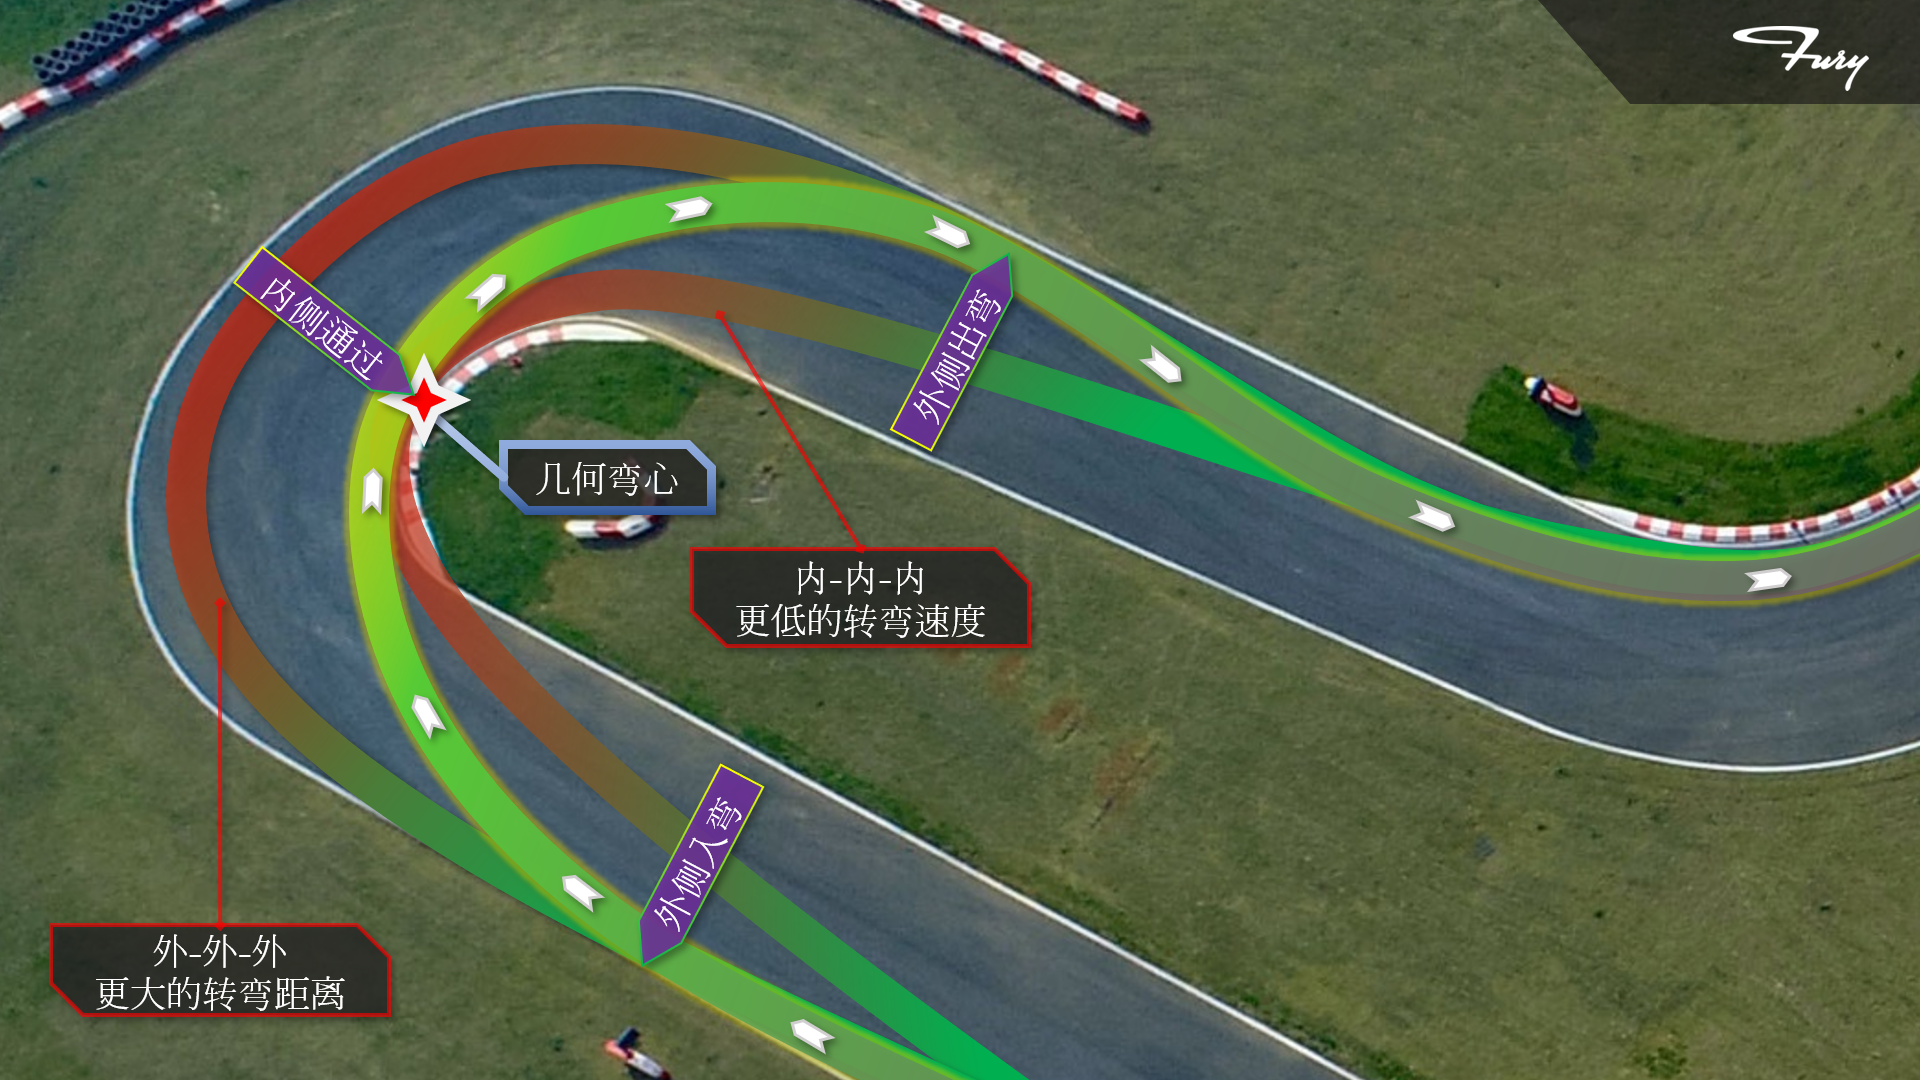 Fury
内侧通过
外侧出弯
几何弯心
内-内-内
更低的转弯速度
外侧入弯
外-外-外
更大的转弯距离